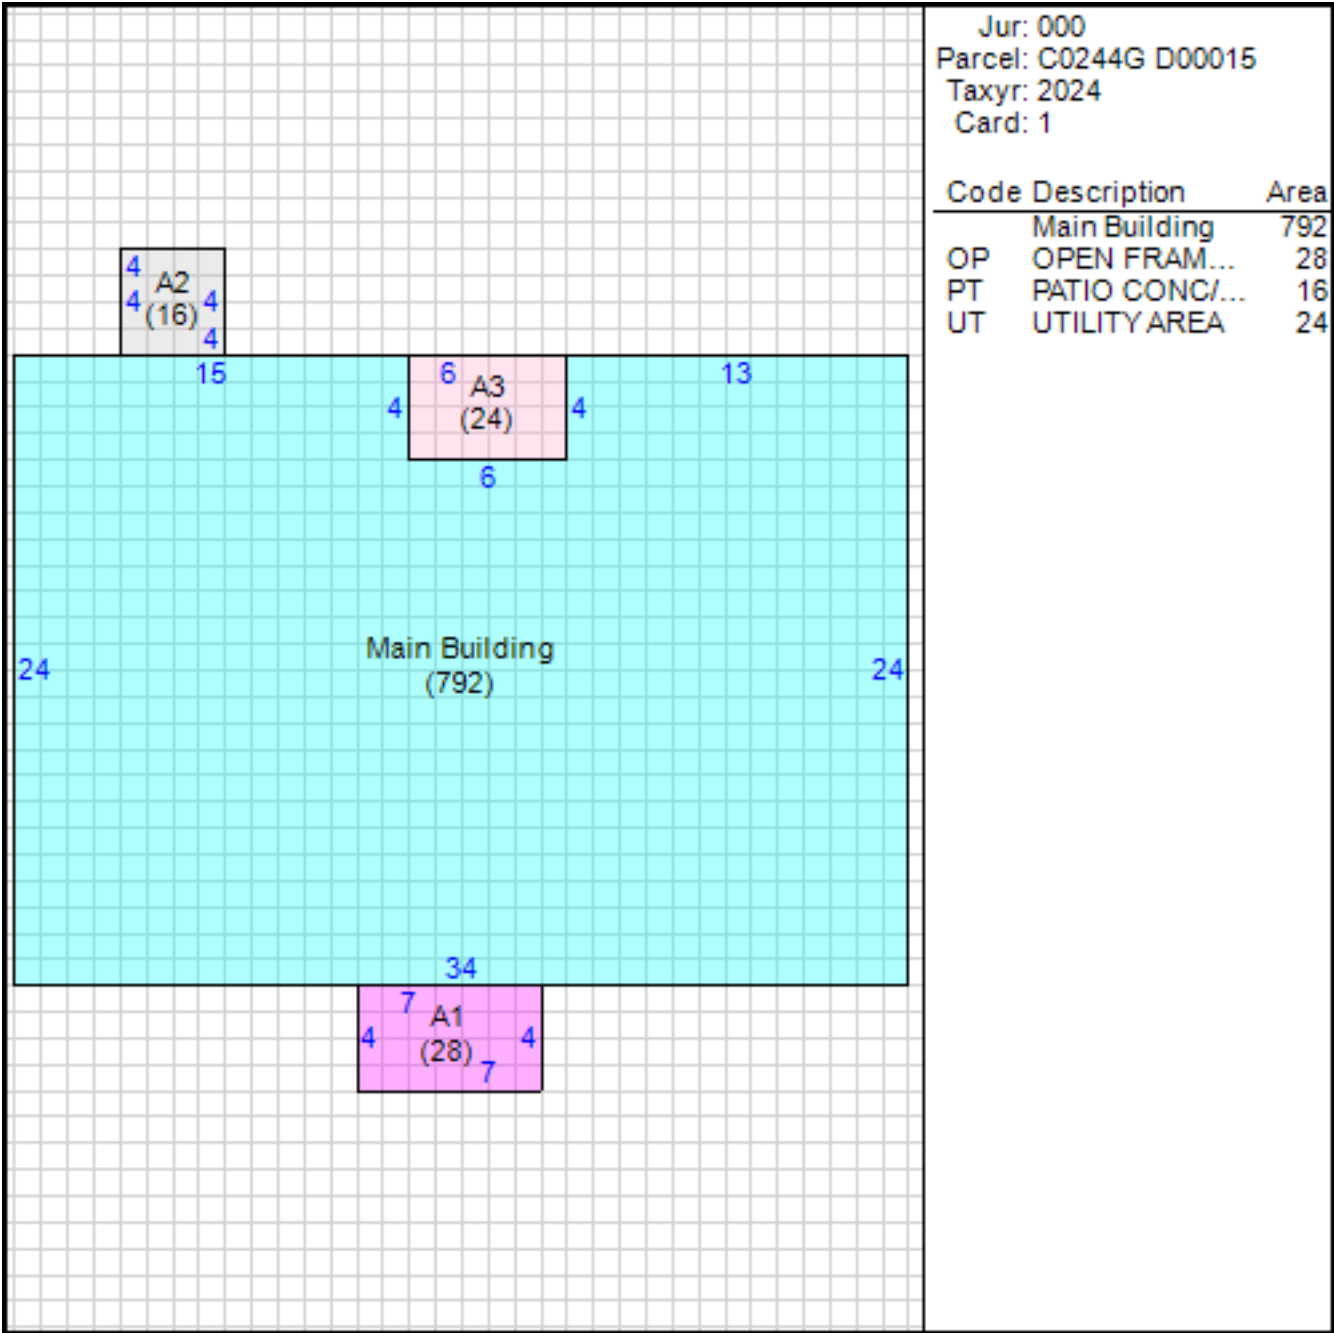 Jur: 000
Parcel: C0244G D00015
Taxyr: 2024
Card: 1
Code Description Area
Main Building 792
OP OPEN FRAM... 28
PT PATIO CONC/... 16
UT UTILITY AREA 24
4
A2
4 (16) 4
4
15 6 13
A3
4 (24) 4
6
Main Building
24 (792) 24
34
7
A1
4 (28) 4
7